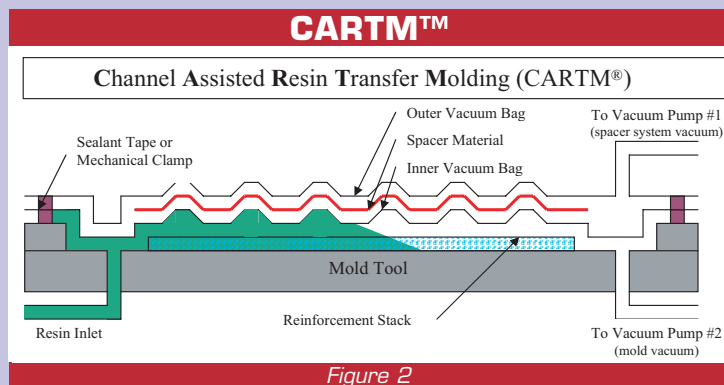 CARTM™
Channel Assisted Resin Transfer Molding (CARTM®)
Outer Vacuum Bag
To Vacuum Pump #1
(spacer system vacuum)
Sealant Tape or
Mechanical Clamp
Spacer Material
Inner Vacuum Bag
Mold Tool
Reinforcement Stack
Resin Inlet
To Vacuum Pump #2
(mold vacuum)
Figure 2